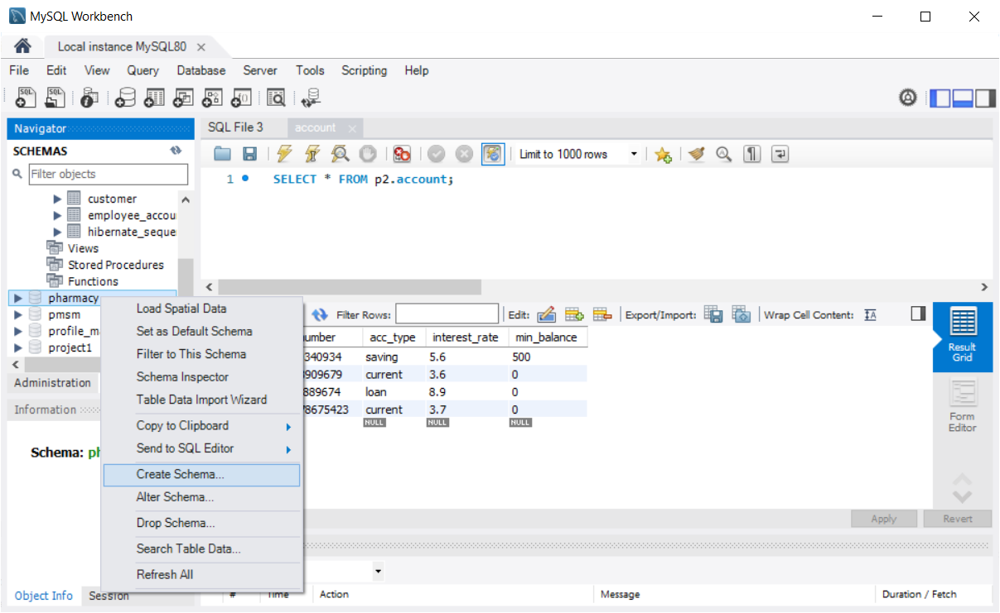 MySQL Workbench
Local instance MySQL80
File Edit View Query Database Server Tools Scripting Help
SQL SQL
Navigator
SCHEMAS
Filter objects
customer
employee_accou
hibernate_seque
Views
Stored Procedures
Functions
pharmacy
pmsm
profile_m
project1
Administration
Information
Schema: ph
Object Info Session
SQL File 3 account
Limit to 1000 rows
1 SELECT * FROM p2.account;
Load Spatial Data
Set as Default Schema
Filter to This Schema
Schema Inspector
Table Data Import Wizard
Copy to Clipboard
Send to SQL Editor
Create Schema...
Alter Schema...
Drop Schema...
Search Table Data...
Refresh All
Filter Rows: Edit: Export/Import: Wrap Cell Content: IA
number acc_type interest_rate min_balance
340934 saving 5.6 500
909679 current 3.6 0
889674 loan 8.9 0
78675423 current 3.7 0
NULL NULL NULL
Result
Grid
Form
Editor
Apply Revert
# Time Action Message Duration / Fetch